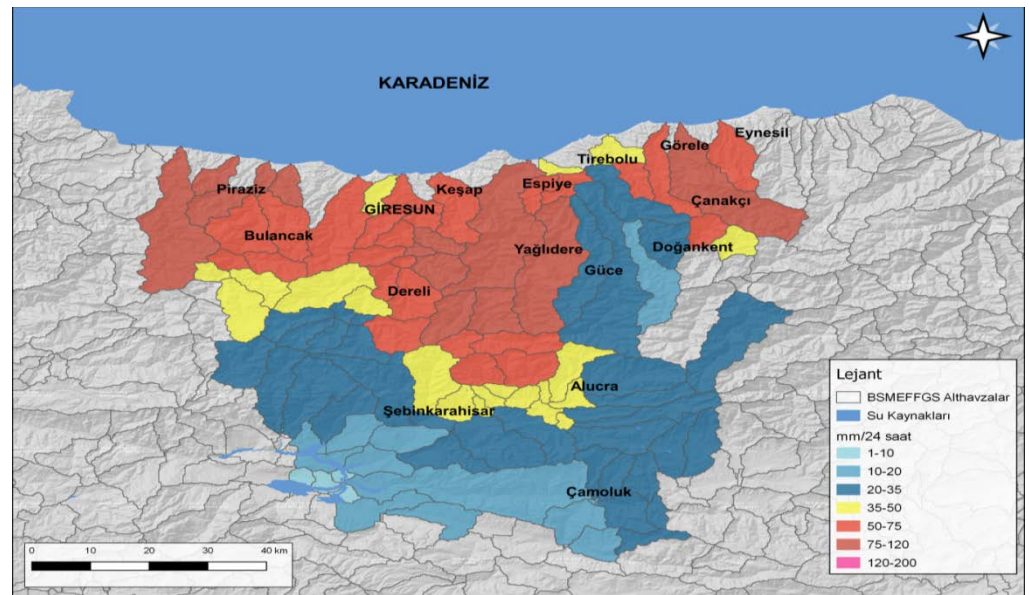 KARADENİZ
Eynesil
Görele
Tirebolu
Piraziz
Keşap
Espiye
GİRESUN
Çanakçı
Bulancak
Yağlıdere
Doğankent
Güce
Dereli
Alucra
Şebinkarahisar
Çamoluk
Lejant
BSMEFFGS Althavzalar
Su Kaynakları
mm/24 saat
1-10
10-20
20-35
35-50
50-75
75-120
120-200
0 10 20 30 40 km